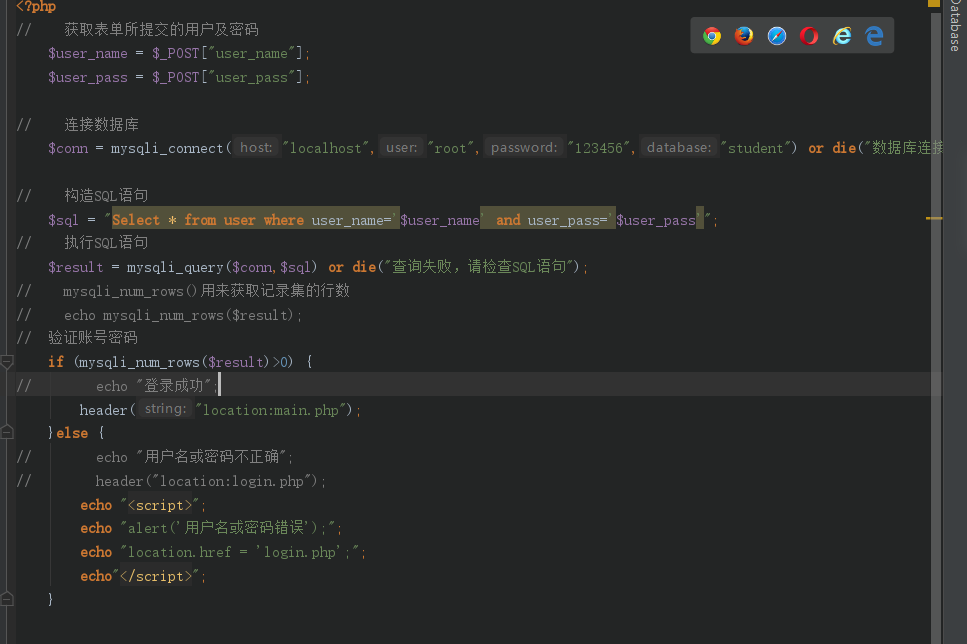 <?php
// 获取表单所提交的用户及密码
$user_name = $_POST["user_name"];
$user_pass = $_POST["user_pass"];
// 连接数据库
$conn = mysqli_connect( host: "localhost", user: "root", password: "123456", database: "student") or die("数据库连接
// 构造SQL语句
$sql = "Select * from user where user_name='$user_name' and user_pass='$user_pass'";
// 执行SQL语句
$result = mysqli_query($conn,$sql) or die("查询失败，请检查SQL语句");
// mysqli_num_rows()用来获取记录集的行数
// echo mysqli_num_rows($result);
// 验证账号密码
if (mysqli_num_rows($result)>0) {
// echo "登录成功";
header( string: "location:main.php");
}else {
// echo "用户名或密码不正确";
// header("location:login.php");
echo "<script>";
echo "alert('用户名或密码错误');";
echo "location.href = 'login.php';";
echo"</script>";
}
Database